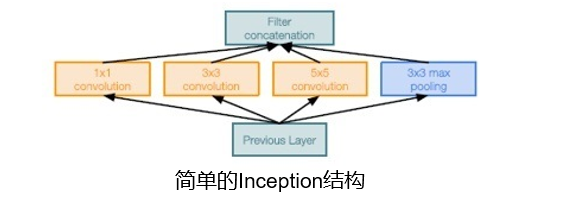 Filter
concatenation
1x1
convolution
3x3
convolution
5x5
convolution
3x3 max
pooling
Previous Layer
简单的Inception结构